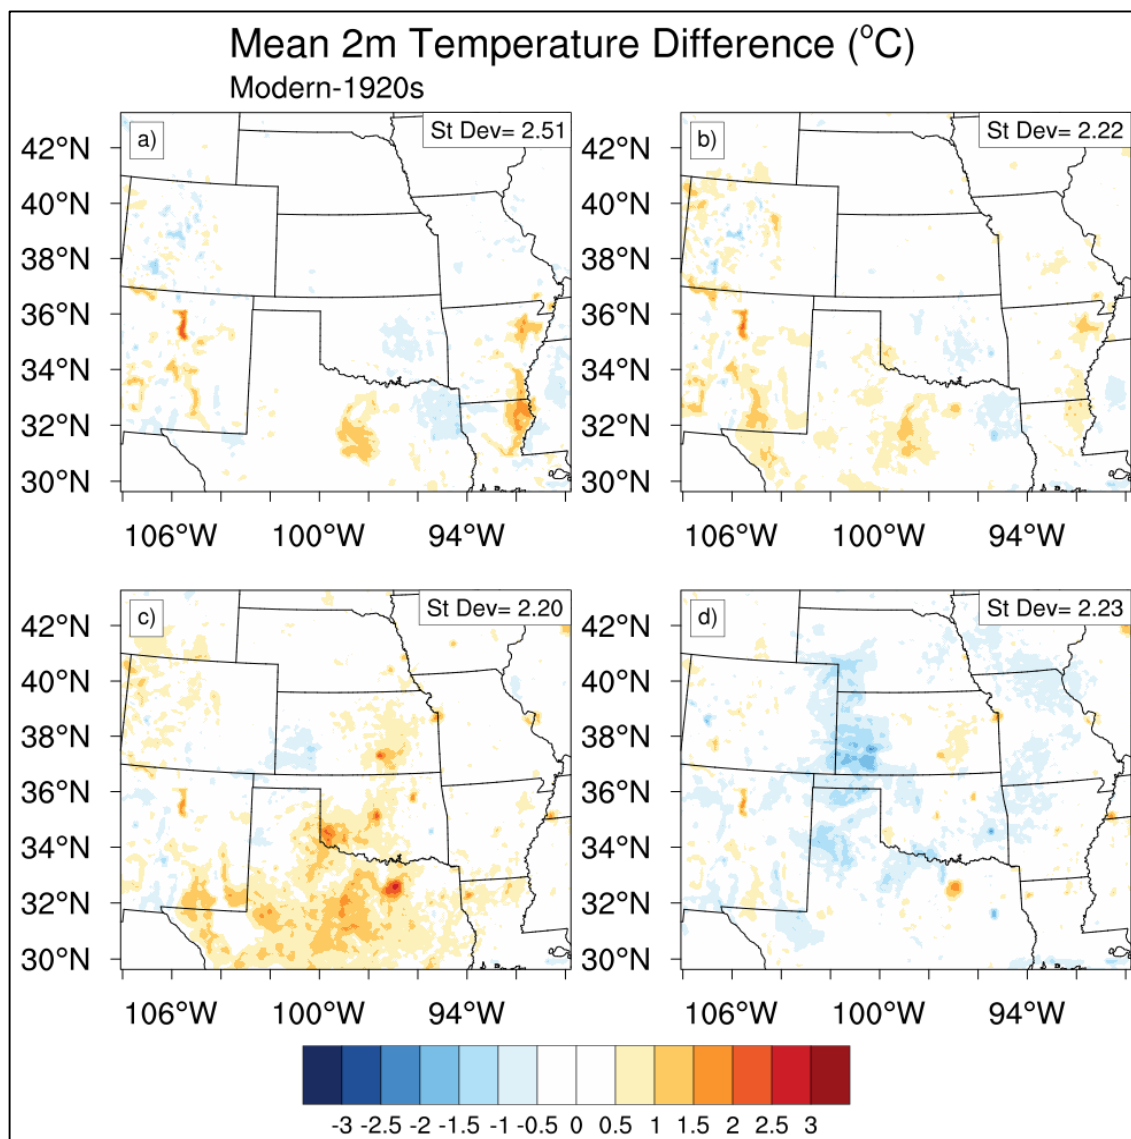 Mean 2m Temperature Difference (°C)
Modern-1920s
a) St Dev= 2.51
b) St Dev= 2.22
42°N 42°N
40°N 40°N
38°N 38°N
36°N 36°N
34°N 34°N
32°N 32°N
30°N 30°N
106°W 100°W 94°W 106°W 100°W 94°W
c) St Dev= 2.20
d) St Dev= 2.23
42°N 42°N
40°N 40°N
38°N 38°N
36°N 36°N
34°N 34°N
32°N 32°N
30°N 30°N
106°W 100°W 94°W 106°W 100°W 94°W
-3 -2.5 -2 -1.5 -1 -0.5 0 0.5 1 1.5 2 2.5 3